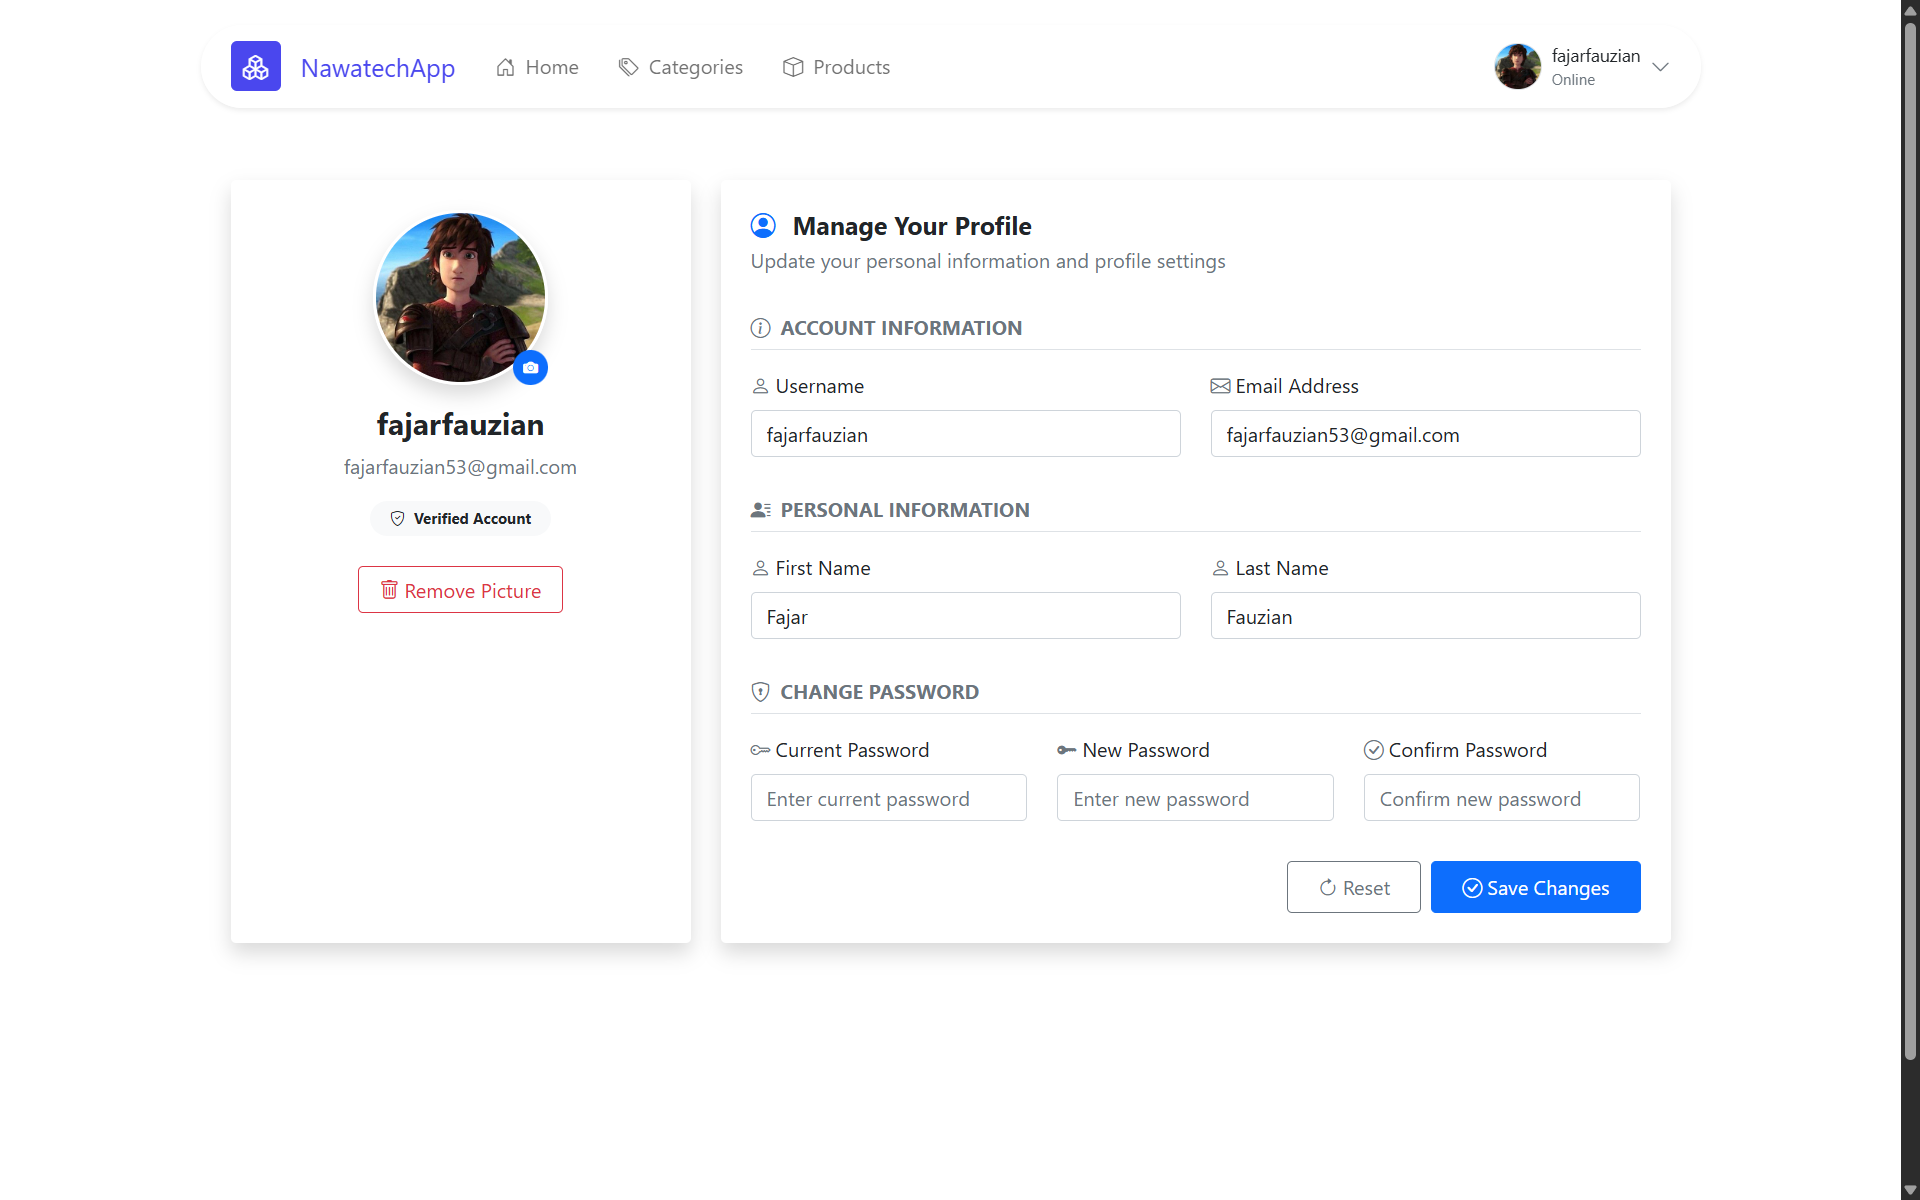 NawatechApp
Home
Categories
Products
fajarfauzian
Online
fajarfauzian
fajarfauzian53@gmail.com
Verified Account
Remove Picture
Manage Your Profile
Update your personal information and profile settings
ACCOUNT INFORMATION
Username
Email Address
fajarfauzian
fajarfauzian53@gmail.com
PERSONAL INFORMATION
First Name
Last Name
Fajar
Fauzian
CHANGE PASSWORD
Current Password
New Password
Confirm Password
Enter current password
Enter new password
Confirm new password
Reset
Save Changes